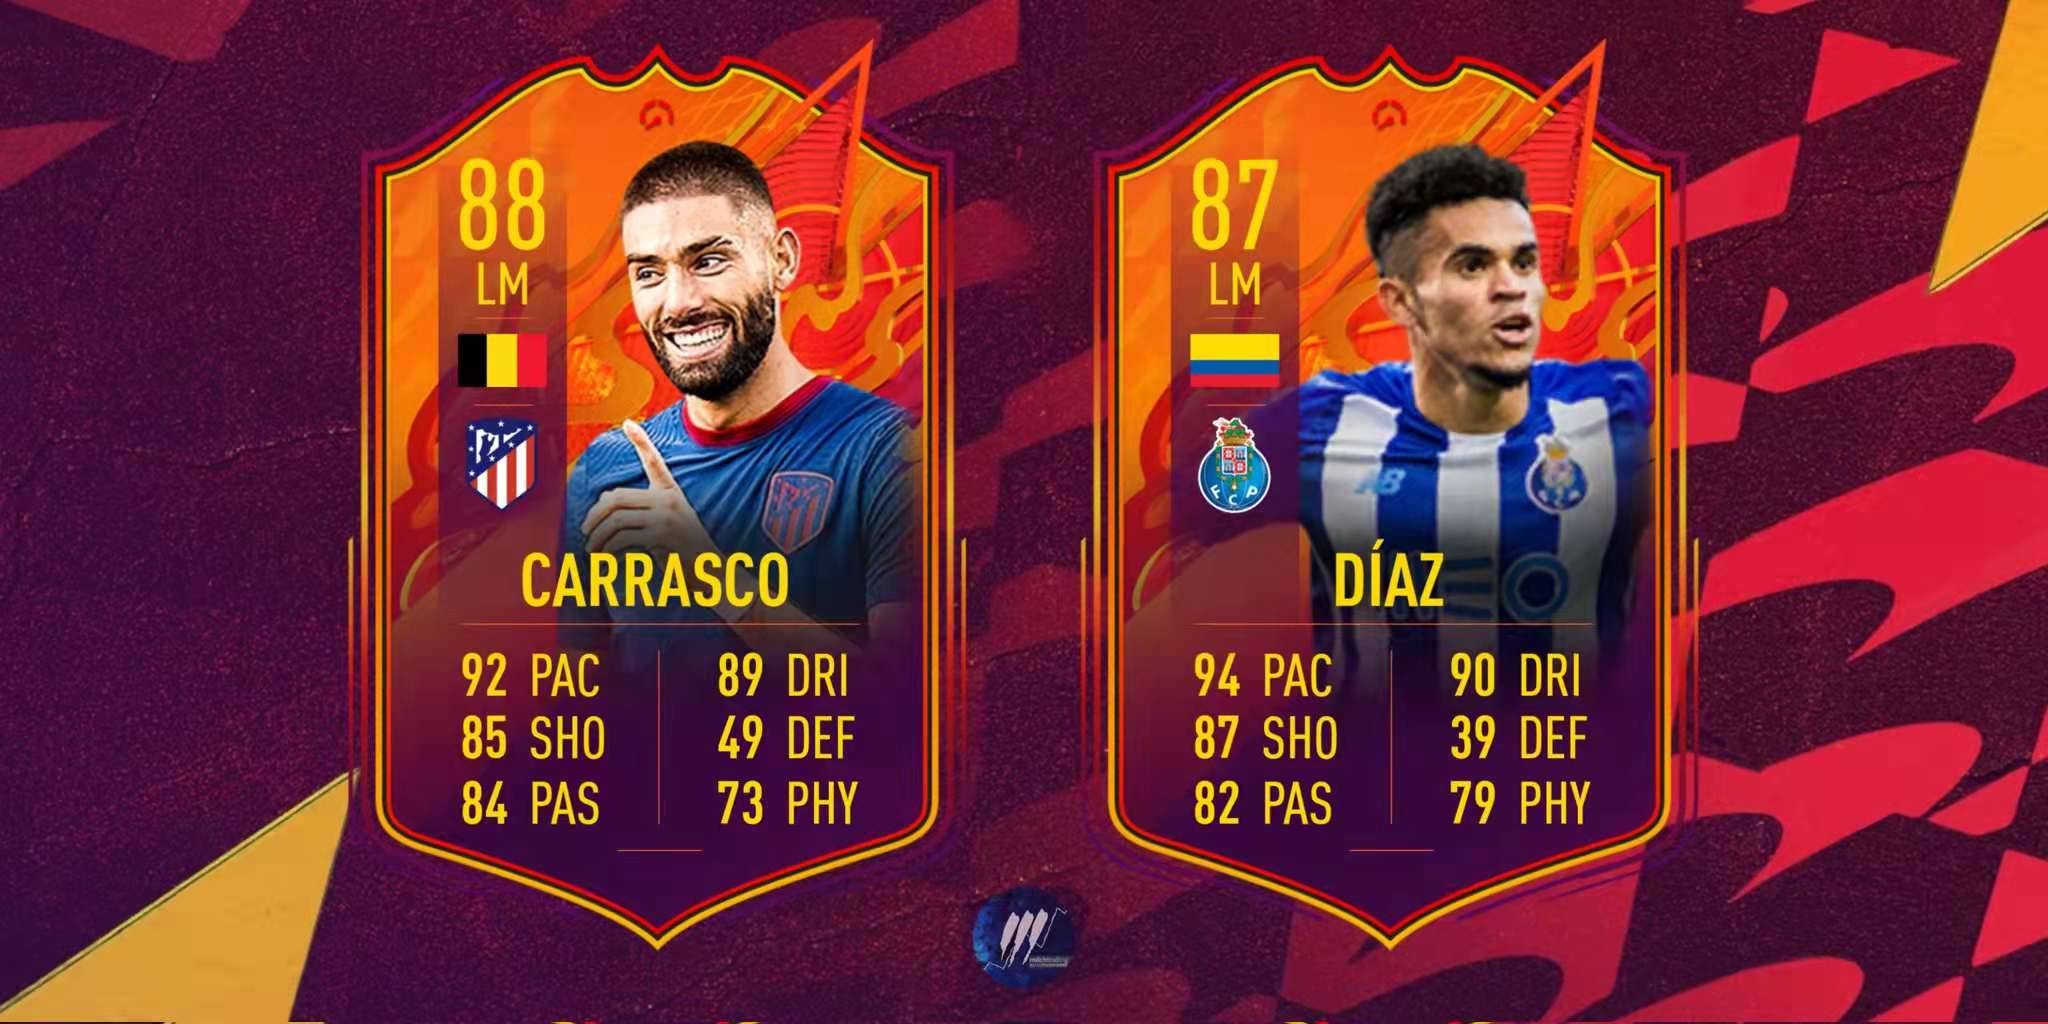 88
LM
CARRASCO
92 PAC
89 DRI
85 SHO
49 DEF
84 PAS
73 PHY
87
LM
FCP
DÍAZ
94 PAC
90 DRI
87 SHO
39 DEF
82 PAS
79 PHY